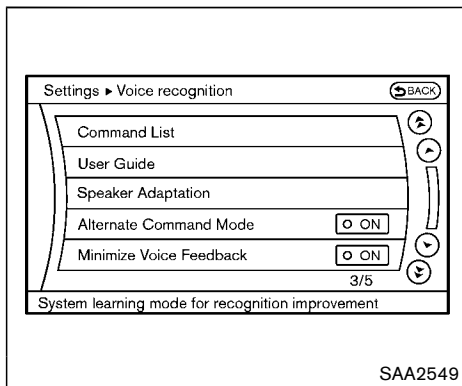 Settings ▸ Voice recognition BACK
Command List
User Guide
Speaker Adaptation
Alternate Command Mode ON
Minimize Voice Feedback ON
3/5
System learning mode for recognition improvement
SAA2549